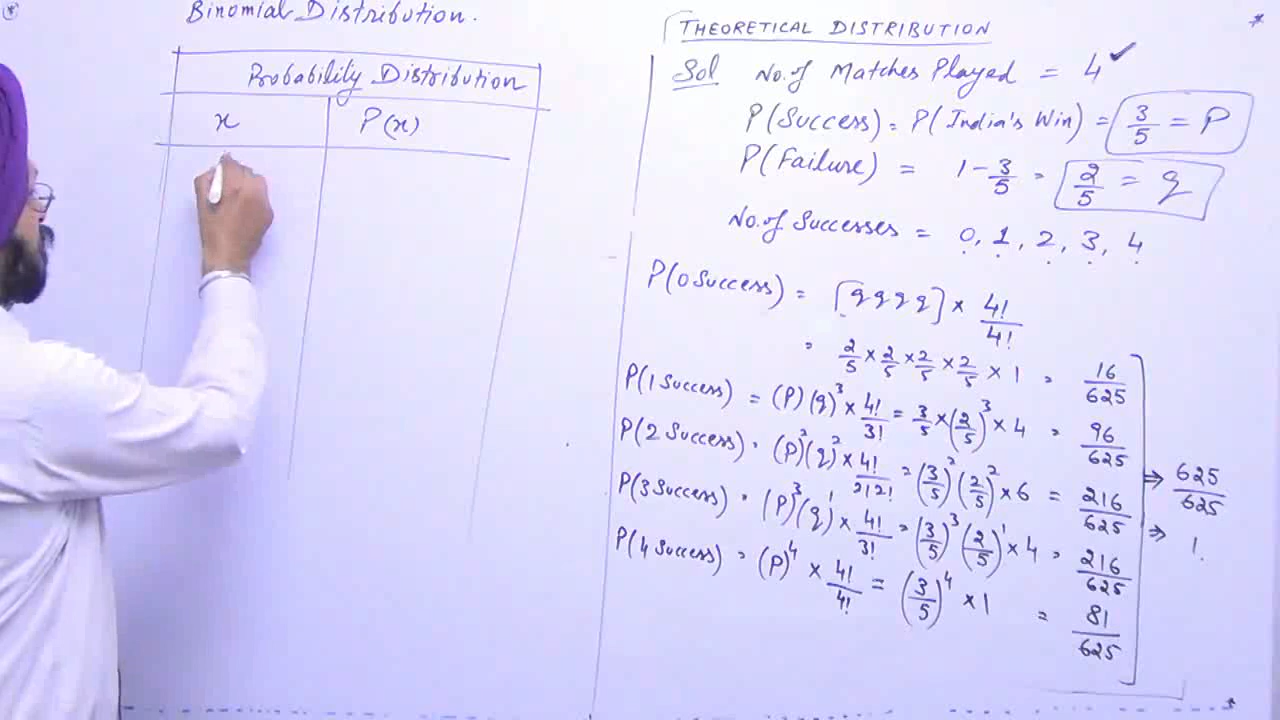 Binomial Distribution.
Probability Distribution
x P(x)
THEORETICAL DISTRIBUTION
Sol No. of Matches Played = 4 ✓
P(Success) = P(India's Win) = 3/5 = P
P(Failure) = 1 - 3/5 = 2/5 = q
No. of Successes = 0, 1, 2, 3, 4
P(0 Success) = [q q q q] × 4!/4!
= 2/5 × 2/5 × 2/5 × 2/5 × 1 = 16/625
P(1 Success) = (P)(q)³ × 4!/3! = 3/5 × (2/5)³ × 4 = 96/625
P(2 Success) = (P)²(q)² × 4!/2!2! = (3/5)²(2/5)² × 6 = 216/625
P(3 Success) = (P)³(q)¹ × 4!/3! = (3/5)³(2/5)¹ × 4 = 216/625
P(4 Success) = (P)⁴ × 4!/4! = (3/5)⁴ × 1 = 81/625
⇒ 625/625
⇒ 1.